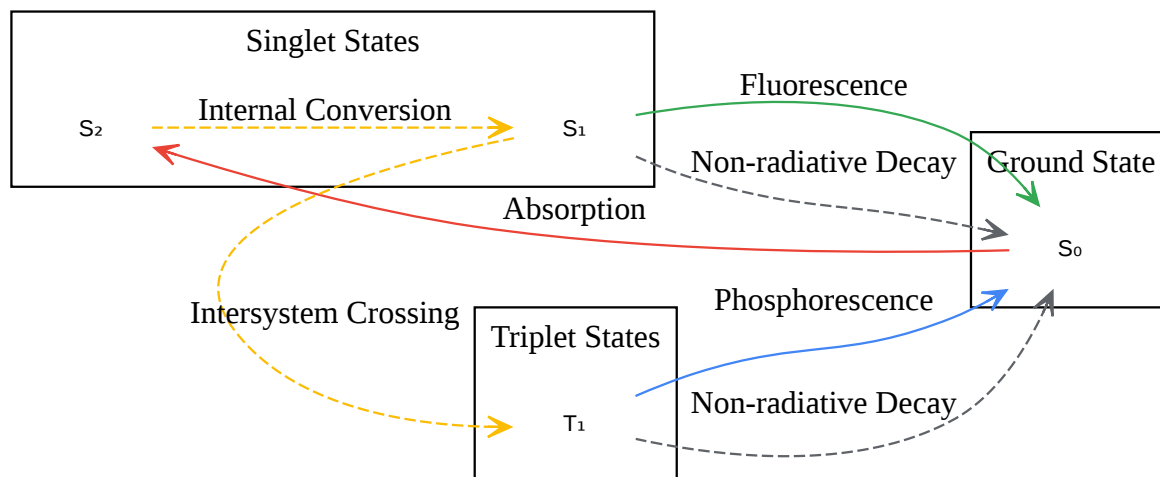 Singlet States
Fluorescence
Internal Conversion
S₂
S₁
Non-radiative Decay
Ground State
Absorption
S₀
Phosphorescence
Intersystem Crossing
Triplet States
Non-radiative Decay
T₁